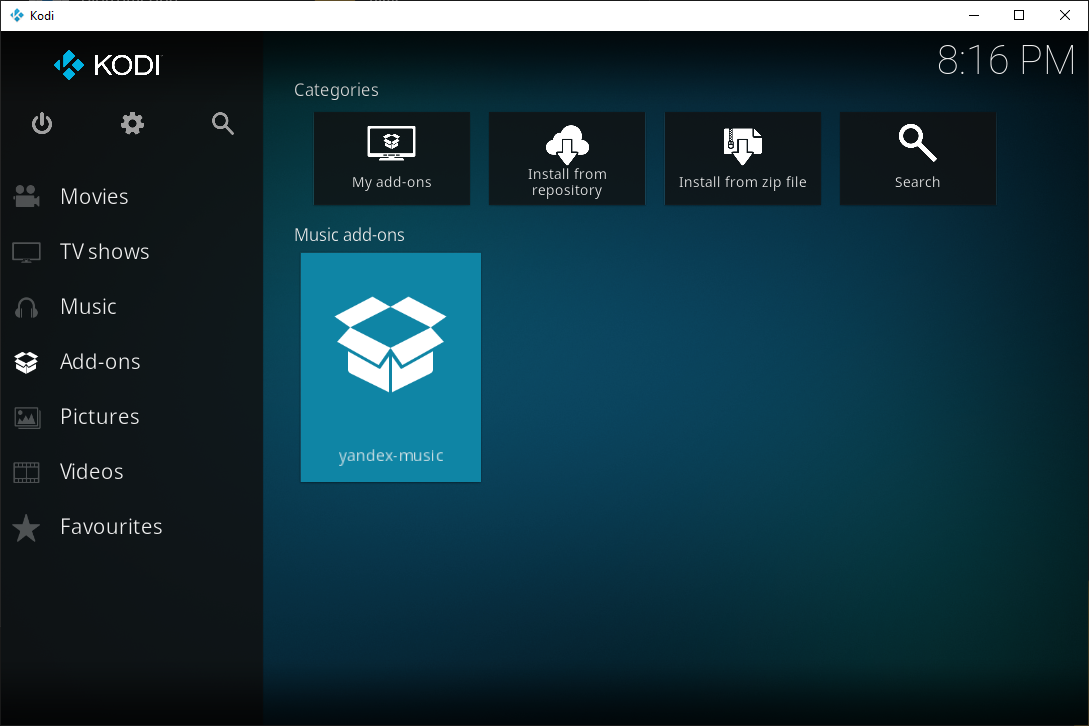 Kodi
KODI
8:16 PM
Categories
My add-ons
Install from
repository
Install from zip file
Search
Movies
TV shows
Music
Add-ons
Pictures
Videos
Favourites
Music add-ons
yandex-music